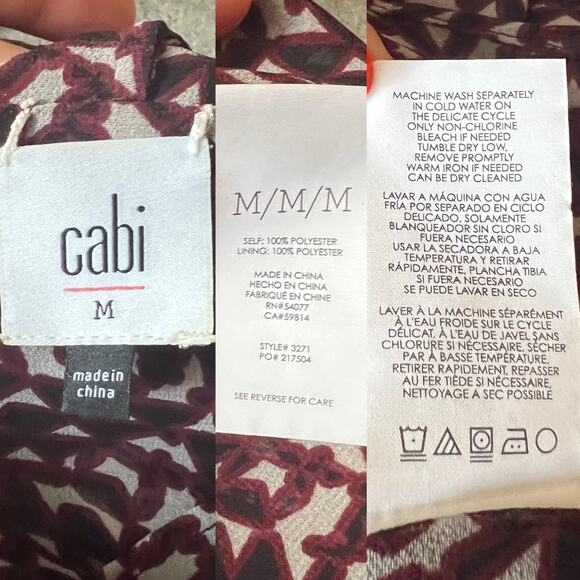 cabi
M
made in
china
M/M/M
SELF: 100% POLYESTER
LINING: 100% POLYESTER
MADE IN CHINA
HECHO EN CHINA
FABRIQUÉ EN CHINE
RN#54077
CA#59814
STYLE# 3271
PO# 217504
SEE REVERSE FOR CARE
MACHINE WASH SEPARATELY
IN COLD WATER ON
THE DELICATE CYCLE
ONLY NON-CHLORINE
BLEACH IF NEEDED
TUMBLE DRY LOW,
REMOVE PROMPTLY
WARM IRON IF NEEDED
CAN BE DRY CLEANED
LAVAR A MÁQUINA CON AGUA
FRÍA POR SEPARADO EN CICLO
DELICADO, SOLAMENTE
BLANQUEADOR SIN CLORO SI
FUERA NECESARIO
USAR LA SECADORA A BAJA
TEMPERATURA Y RETIRAR
RÁPIDAMENTE, PLANCHA TIBIA
SI FUERA NECESARIO
SE PUEDE LAVAR EN SECO
LAVER À LA MACHINE SÉPARÉMENT
À L'EAU FROIDE SUR LE CYCLE
DÉLICAT, À L'EAU DE JAVEL SANS
CHLORURE SI NÉCESSAIRE, SÉCHER
PAR À BASSE TEMPÉRATURE,
RETIRER RAPIDEMENT, REPASSER
AU FER TIÈDE SI NÉCESSAIRE,
NETTOYAGE A SEC POSSIBLE